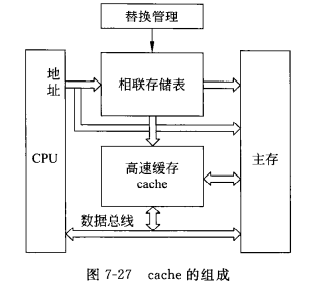 替换管理
地
址
相联存储表
CPU
高速缓存
cache
主存
数据总线
图 7-27 cache 的组成